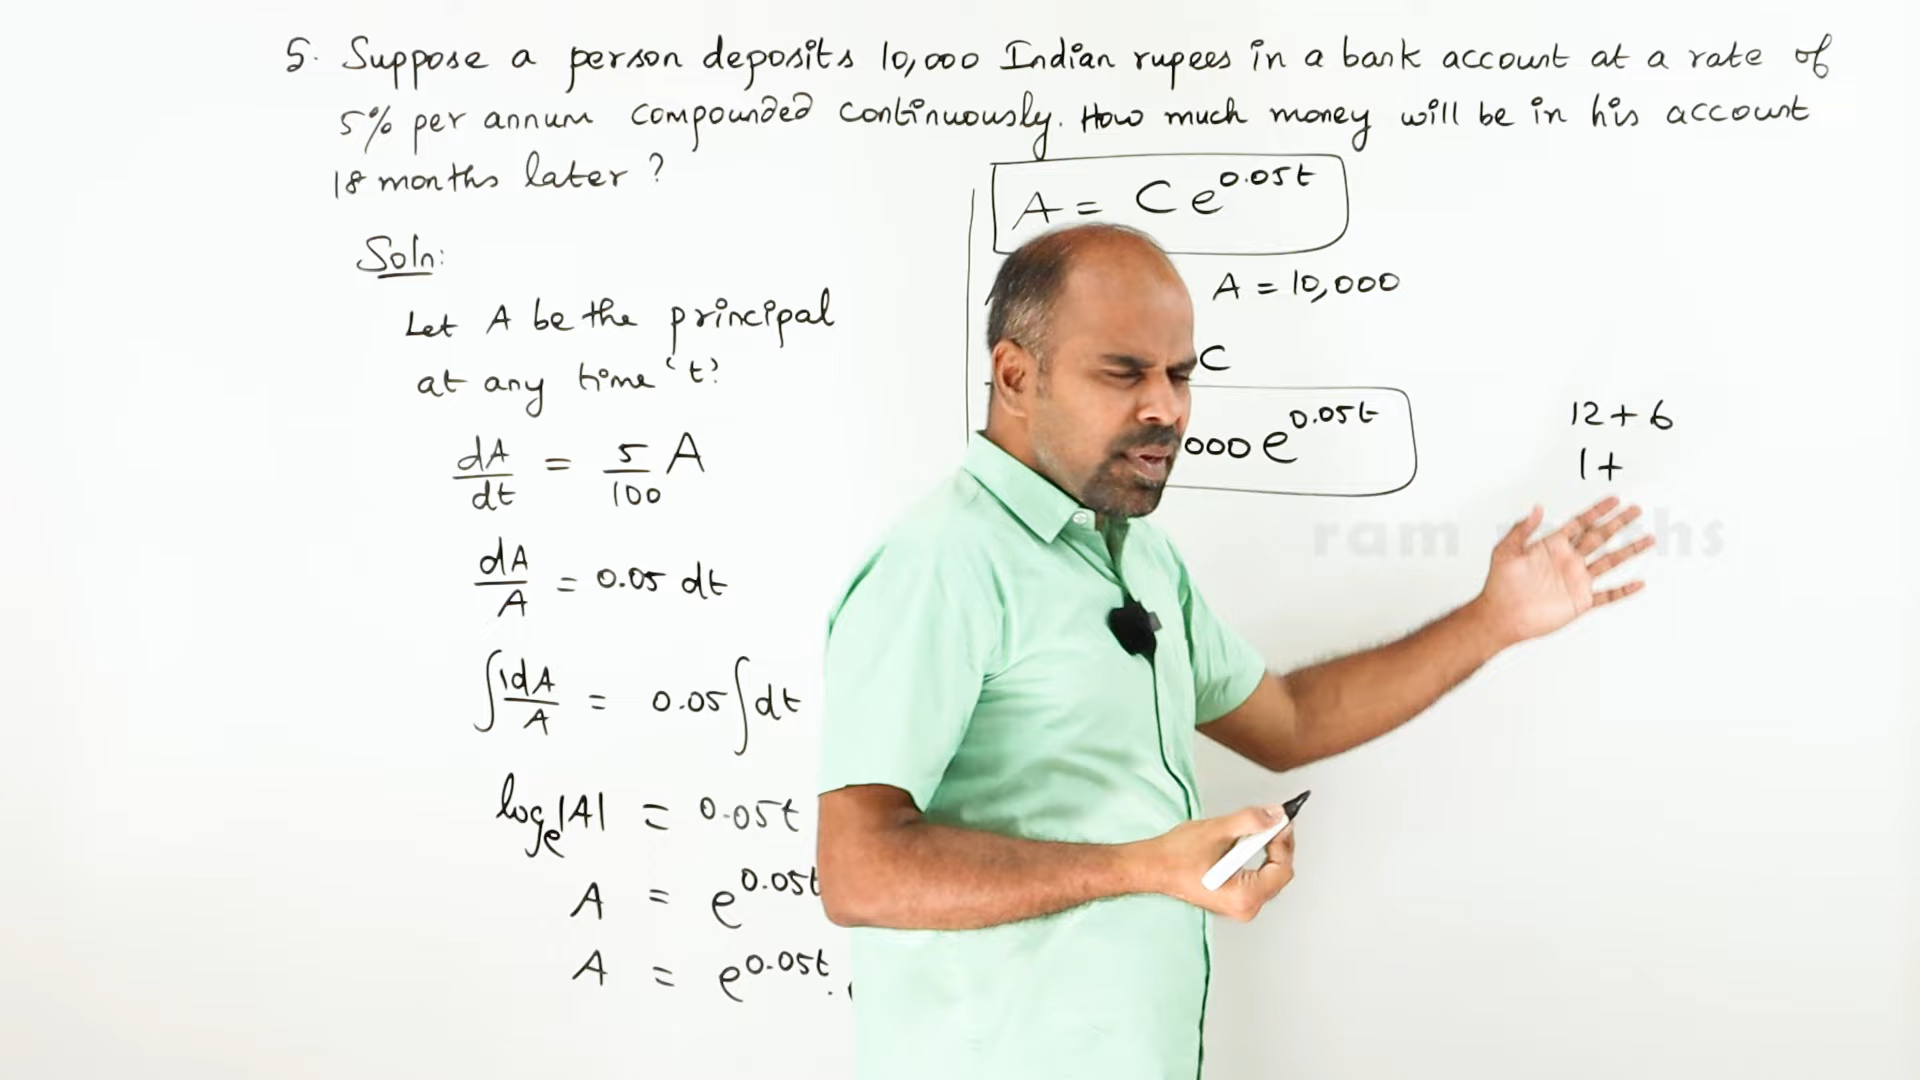 5. Suppose a person deposits 10,000 Indian rupees in a bank account at a rate of
5% per annum compounded continuously. How much money will be in his account
18 months later?
Soln:
Let A be the principal
at any time 't'
dA/dt = 5/100 A
dA/A = 0.05 dt
∫ 1dA/A = 0.05 ∫ dt
logₑ|A| = 0.05t
A = e^0.05t
A = e^0.05t .
A = C e^0.05t
A = 10,000
C
000 e^0.05t
12 + 6
1 +
ram maths